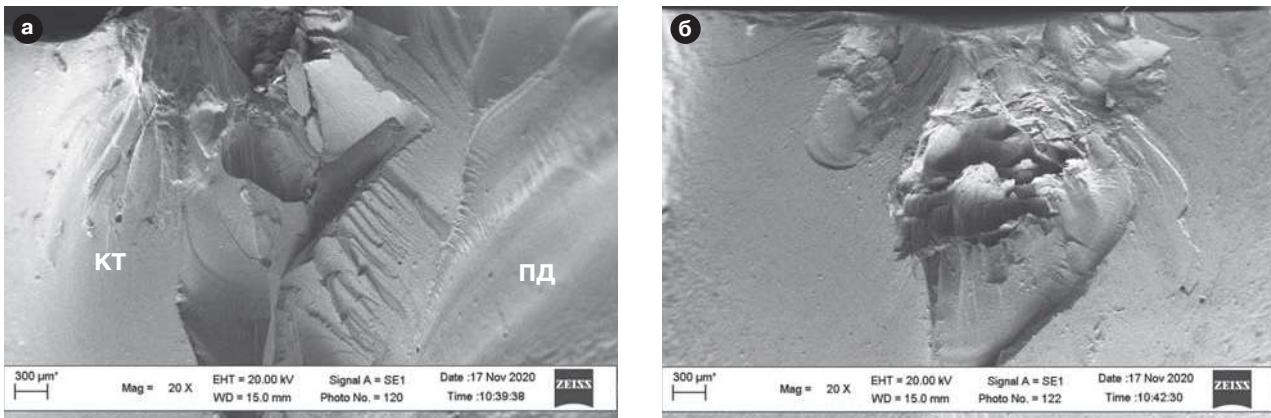 а
КТ
ПД
300 µm*
Mag = 20 X
EHT = 20.00 kV
WD = 15.0 mm
Signal A = SE1
Photo No. = 120
Date :17 Nov 2020
Time :10:39:38
ZEISS
б
300 µm*
Mag = 20 X
EHT = 20.00 kV
WD = 15.0 mm
Signal A = SE1
Photo No. = 122
Date :17 Nov 2020
Time :10:42:30
ZEISS